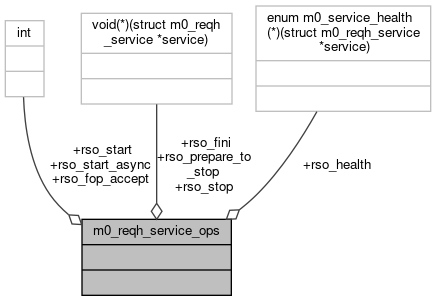 int
void(*)(struct m0_reqh
_service *service)
enum m0_service_health
(*)(struct m0_reqh_service
*service)
+rso_start
+rso_start_async
+rso_fop_accept
+rso_fini
+rso_prepare_to
_stop
+rso_stop
+rso_health
m0_reqh_service_ops